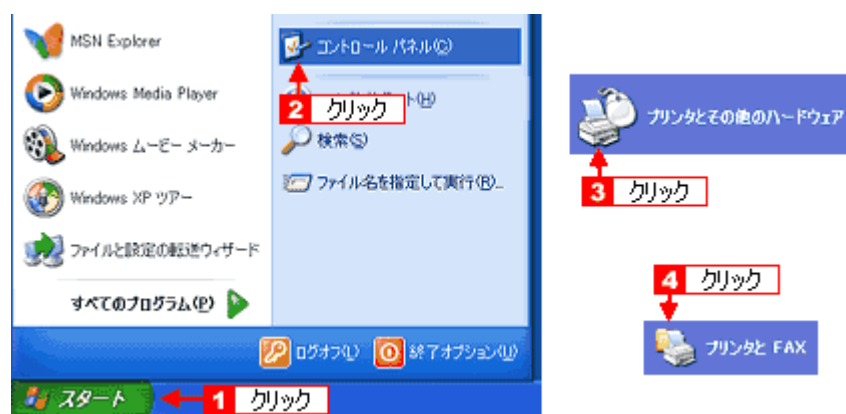 MSN Explorer
Windows Media Player
Windows ムービー メーカー
Windows XP ツアー
ファイルと設定の転送ウィザード
すべてのプログラム(P)
コントロール パネル(C)
2 クリック
ト(H)
検索(S)
ファイル名を指定して実行(R)...
ログオフ(L)
終了オプション(U)
スタート
1 クリック
プリンタとその他のハードウェア
3 クリック
4 クリック
プリンタと FAX